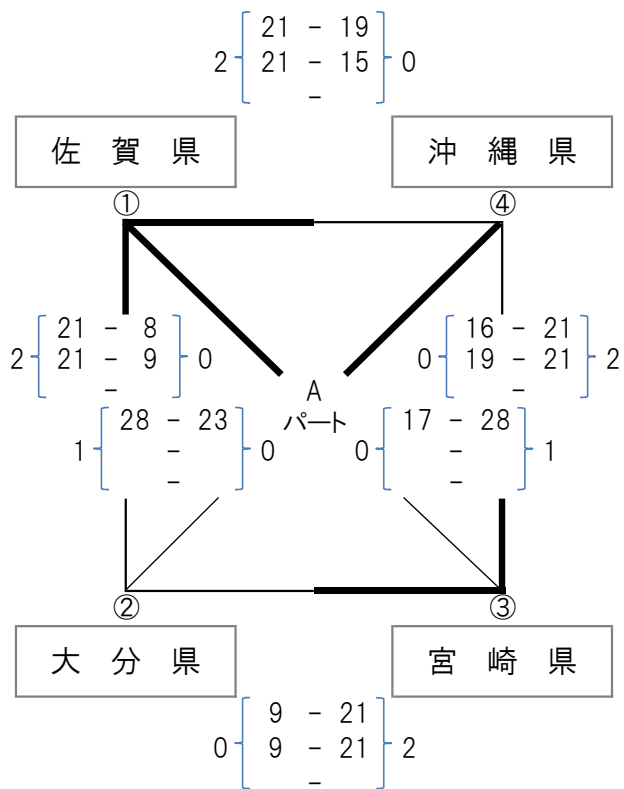 21 - 19
2 21 - 15 0
-
佐 賀 県 沖 縄 県
① ④
21 - 8 16 - 21
2 21 - 9 0 0 19 - 21 2
- -
A
パート
28 - 23 17 - 28
1 - 0 0 - 1
- -
② ③
大 分 県 宮 崎 県
9 - 21
0 9 - 21 2
-